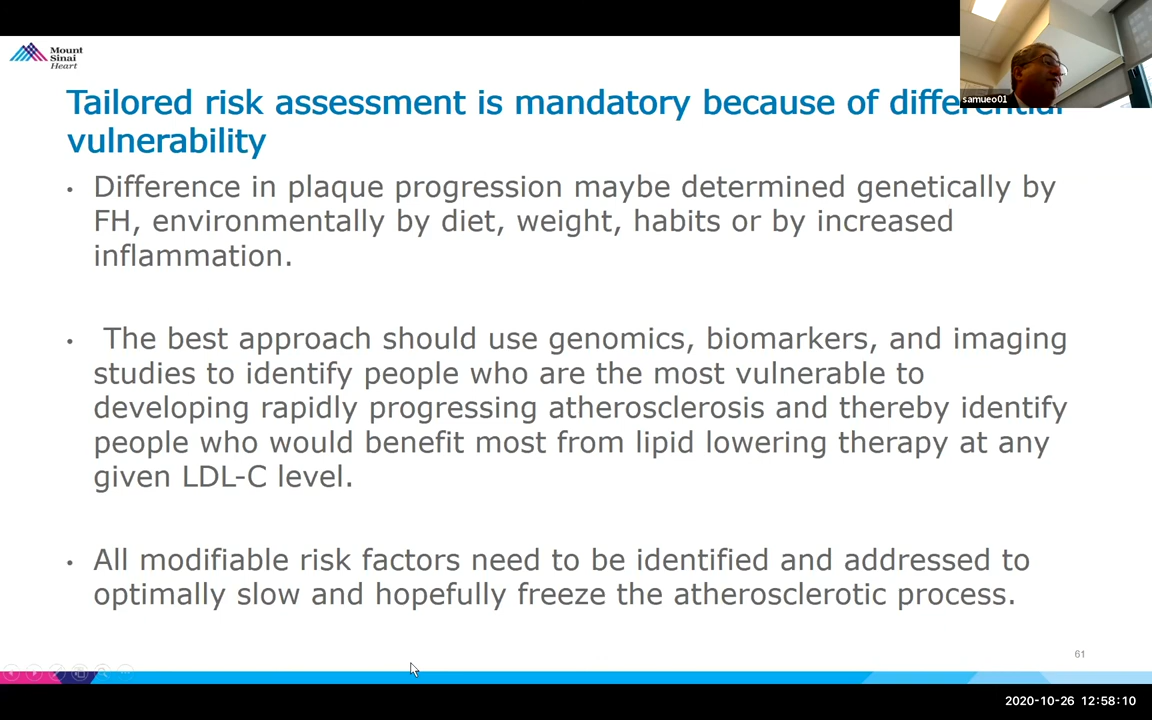 Mount
Sinai
Heart
samueo01
Tailored risk assessment is mandatory because of differential
vulnerability
• Difference in plaque progression maybe determined genetically by
FH, environmentally by diet, weight, habits or by increased
inflammation.
• The best approach should use genomics, biomarkers, and imaging
studies to identify people who are the most vulnerable to
developing rapidly progressing atherosclerosis and thereby identify
people who would benefit most from lipid lowering therapy at any
given LDL-C level.
• All modifiable risk factors need to be identified and addressed to
optimally slow and hopefully freeze the atherosclerotic process.
61
2020-10-26 12:58:10